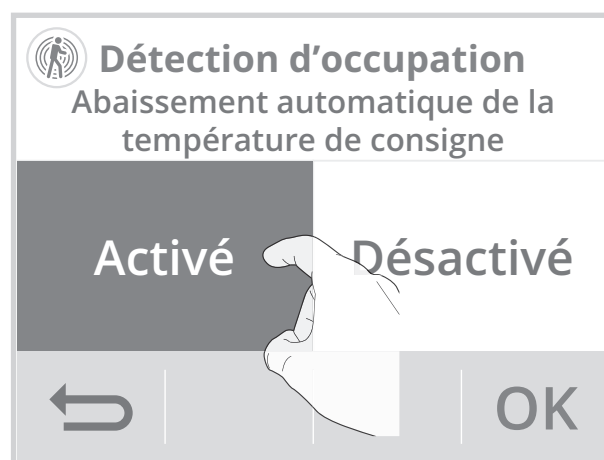 Détection d’occupation
Abaissement automatique de la
température de consigne
Activé Désactivé
OK